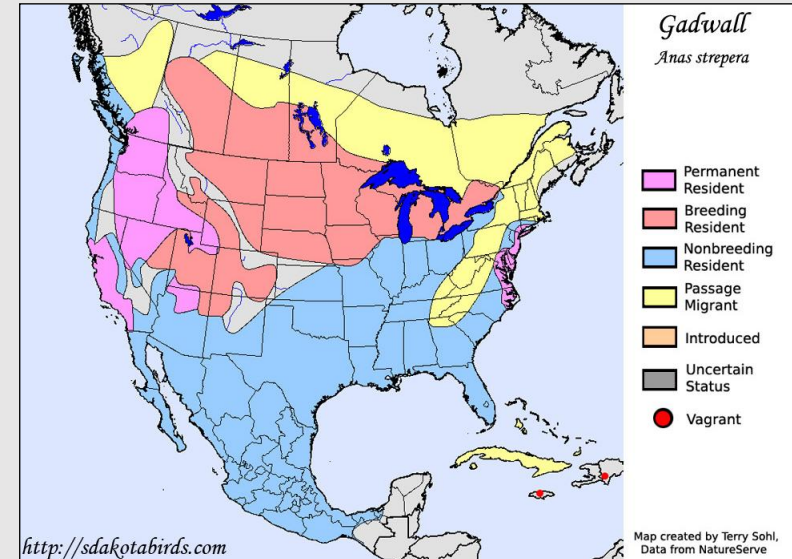 Gadwall
Anas strepera
Permanent
Resident
Breeding
Resident
Nonbreeding
Resident
Passage
Migrant
Introduced
Uncertain
Status
Vagrant
http://sdakotabirds.com
Map created by Terry Sohl,
Data from NatureServe